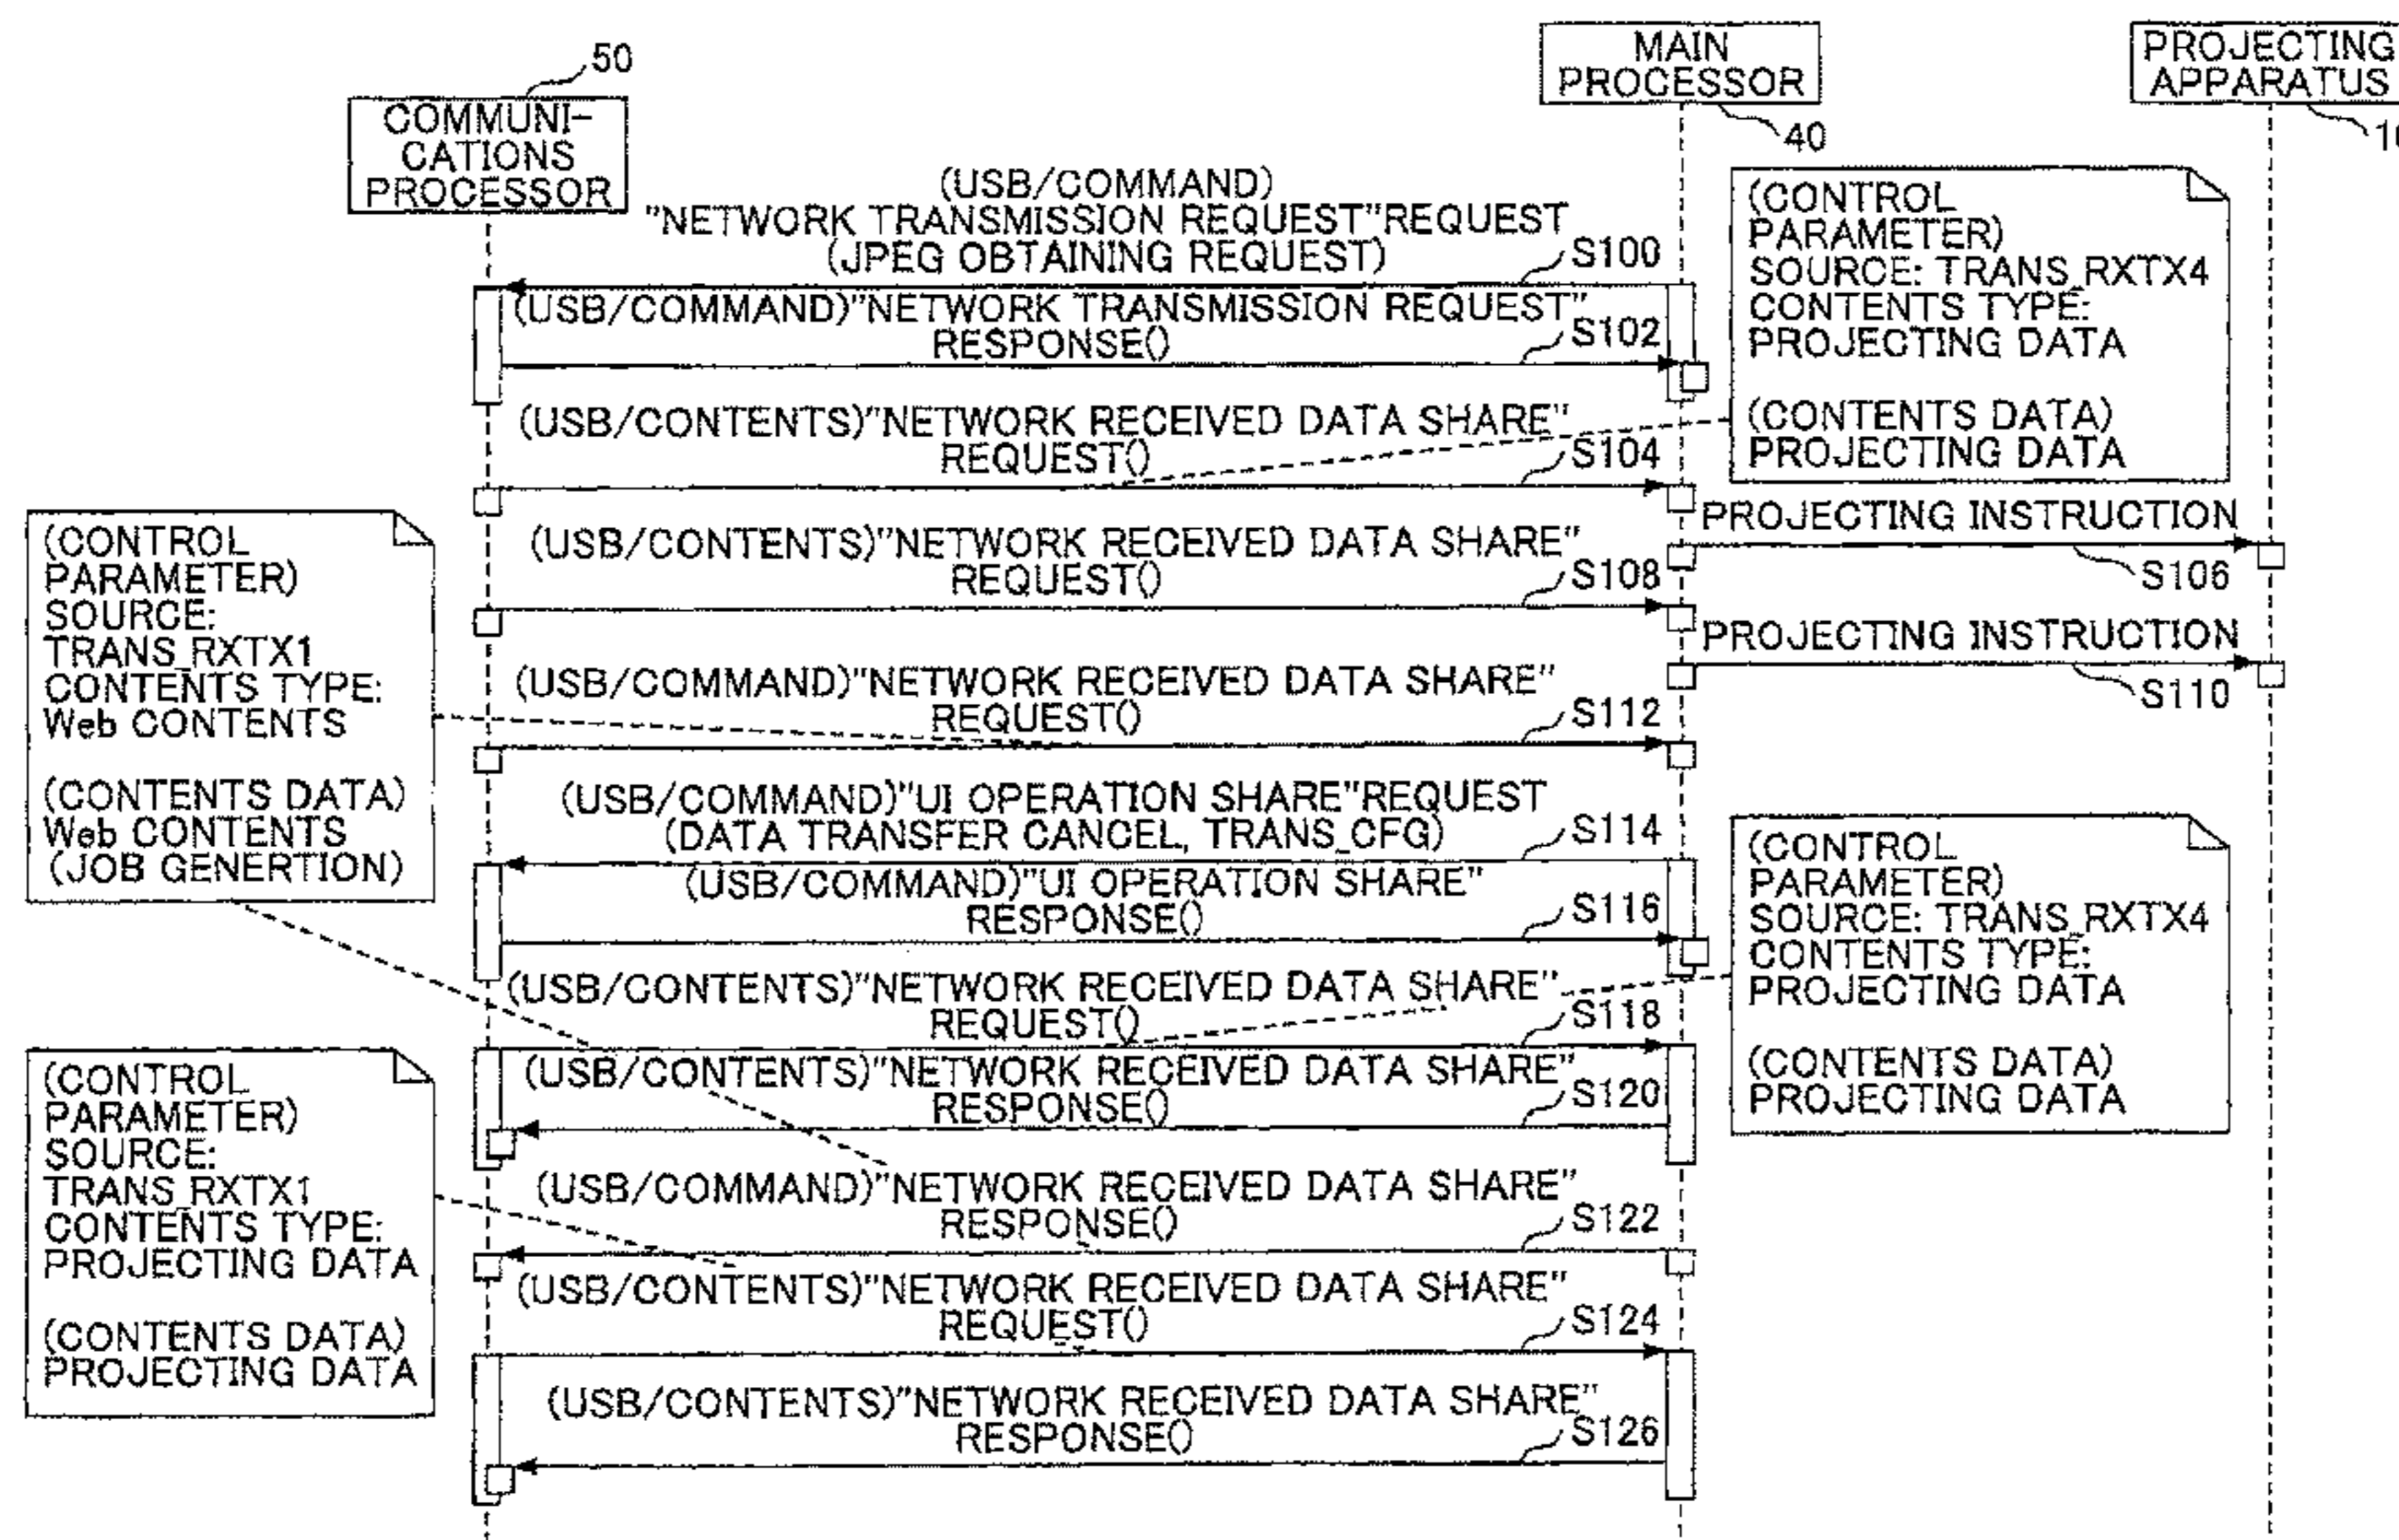 50
COMMUNI-
CATIONS
PROCESSOR
MAIN
PROCESSOR
40
PROJECTING
APPARATUS
(USB/COMMAND)
"NETWORK TRANSMISSION REQUEST"REQUEST
(JPEG OBTAINING REQUEST)
S100
(USB/COMMAND)"NETWORK TRANSMISSION REQUEST"
RESPONSE()
S102
(CONTROL
PARAMETER)
SOURCE: TRANS_RXTX4
CONTENTS TYPE:
PROJECTING DATA
(CONTENTS DATA)
PROJECTING DATA
(USB/CONTENTS)"NETWORK RECEIVED DATA SHARE"
REQUEST()
S104
PROJECTING INSTRUCTION
S106
(USB/CONTENTS)"NETWORK RECEIVED DATA SHARE"
REQUEST()
S108
PROJECTING INSTRUCTION
S110
(CONTROL
PARAMETER)
SOURCE:
TRANS_RXTX1
CONTENTS TYPE:
Web CONTENTS
(CONTENTS DATA)
Web CONTENTS
(JOB GENERTION)
(USB/COMMAND)"NETWORK RECEIVED DATA SHARE"
REQUEST()
S112
(USB/COMMAND)"UI OPERATION SHARE"REQUEST
(DATA TRANSFER CANCEL, TRANS_CFG)
S114
(USB/COMMAND)"UI OPERATION SHARE"
RESPONSE()
S116
(CONTROL
PARAMETER)
SOURCE: TRANS_RXTX4
CONTENTS TYPE:
PROJECTING DATA
(CONTENTS DATA)
PROJECTING DATA
(USB/CONTENTS)"NETWORK RECEIVED DATA SHARE"
REQUEST()
S118
(USB/CONTENTS)"NETWORK RECEIVED DATA SHARE"
RESPONSE()
S120
(CONTROL
PARAMETER)
SOURCE:
TRANS_RXTX1
CONTENTS TYPE:
PROJECTING DATA
(CONTENTS DATA)
PROJECTING DATA
(USB/COMMAND)"NETWORK RECEIVED DATA SHARE"
RESPONSE()
S122
(USB/CONTENTS)"NETWORK RECEIVED DATA SHARE"
REQUEST()
S124
(USB/CONTENTS)"NETWORK RECEIVED DATA SHARE"
RESPONSE()
S126